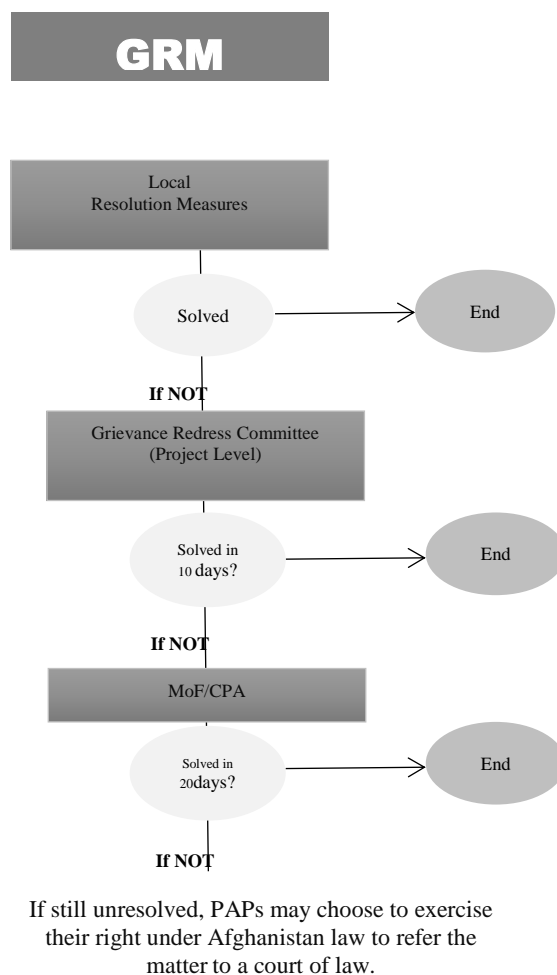 GRM
Local
Resolution Measures
Solved
End
If NOT
Grievance Redress Committee
(Project Level)
Solved in
10 days?
End
If NOT
MoF/CPA
Solved in
20days?
End
If NOT
If still unresolved, PAPs may choose to exercise
their right under Afghanistan law to refer the
matter to a court of law.